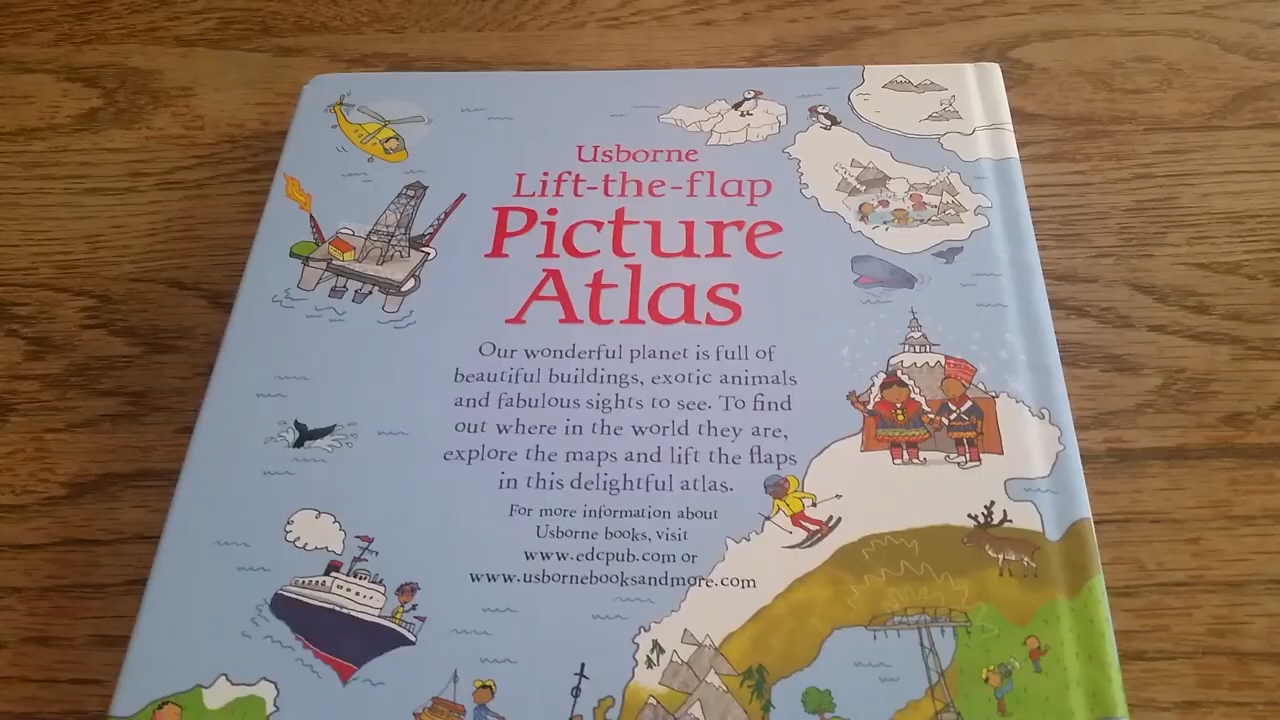 Usborne
Lift-the-flap
Picture
Atlas
Our wonderful planet is full of
beautiful buildings, exotic animals
and fabulous sights to see. To find
out where in the world they are,
explore the maps and lift the flaps
in this delightful atlas.
For more information about
Usborne books, visit
www.edcpub.com or
www.usbornebooksandmore.com